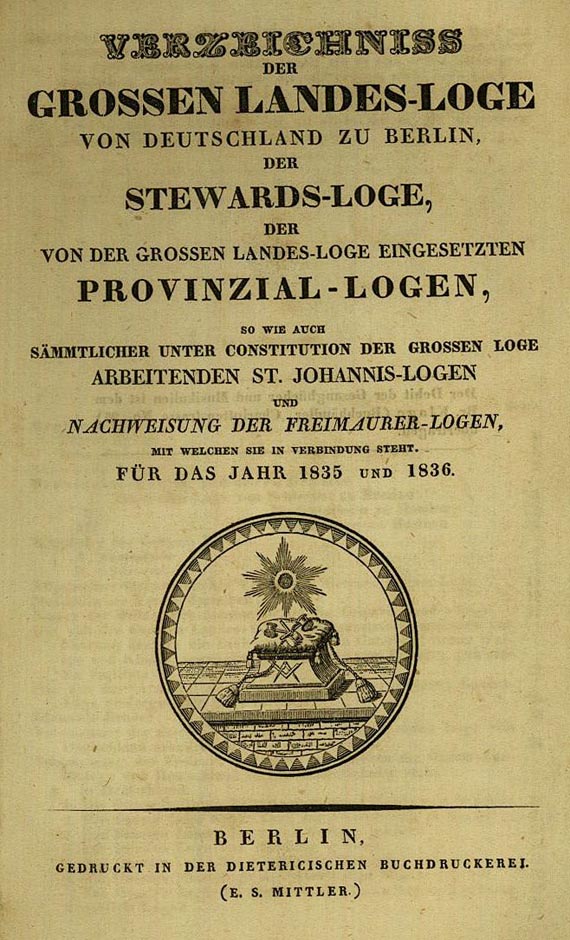 VERZEICHNISS
DER
GROSSEN LANDES-LOGE
VON DEUTSCHLAND ZU BERLIN,
DER
STEWARDS-LOGE,
DER
VON DER GROSSEN LANDES-LOGE EINGESETZTEN
PROVINZIAL-LOGEN,
SO WIE AUCH
SÄMMTLICHER UNTER CONSTITUTION DER GROSSEN LOGE
ARBEITENDEN ST. JOHANNIS-LOGEN
UND
NACHWEISUNG DER FREIMAURER-LOGEN,
MIT WELCHEN SIE IN VERBINDUNG STEHT.
FÜR DAS JAHR 1835 UND 1836.
BERLIN,
GEDRUCKT IN DER DIETERICISCHEN BUCHDRUCKEREI.
(E. S. MITTLER.)